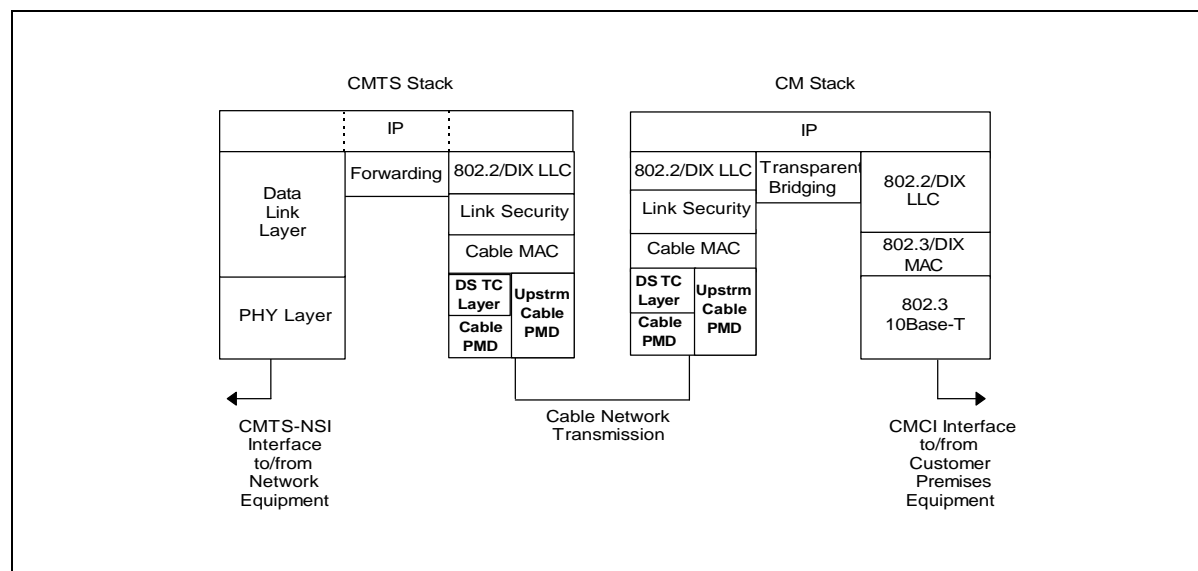 CMTS Stack
CM Stack
IP
IP
Data
Link
Layer
Forwarding
802.2/DIX LLC
Link Security
Cable MAC
DS TC
Layer
Cable
PMD
Upstrm
Cable
PMD
PHY Layer
802.2/DIX LLC
Link Security
Cable MAC
DS TC
Layer
Cable
PMD
Upstrm
Cable
PMD
Transparent
Bridging
802.2/DIX
LLC
802.3/DIX
MAC
802.3
10Base-T
CMTS-NSI
Interface
to/from
Network
Equipment
Cable Network
Transmission
CMCI Interface
to/from
Customer
Premises
Equipment